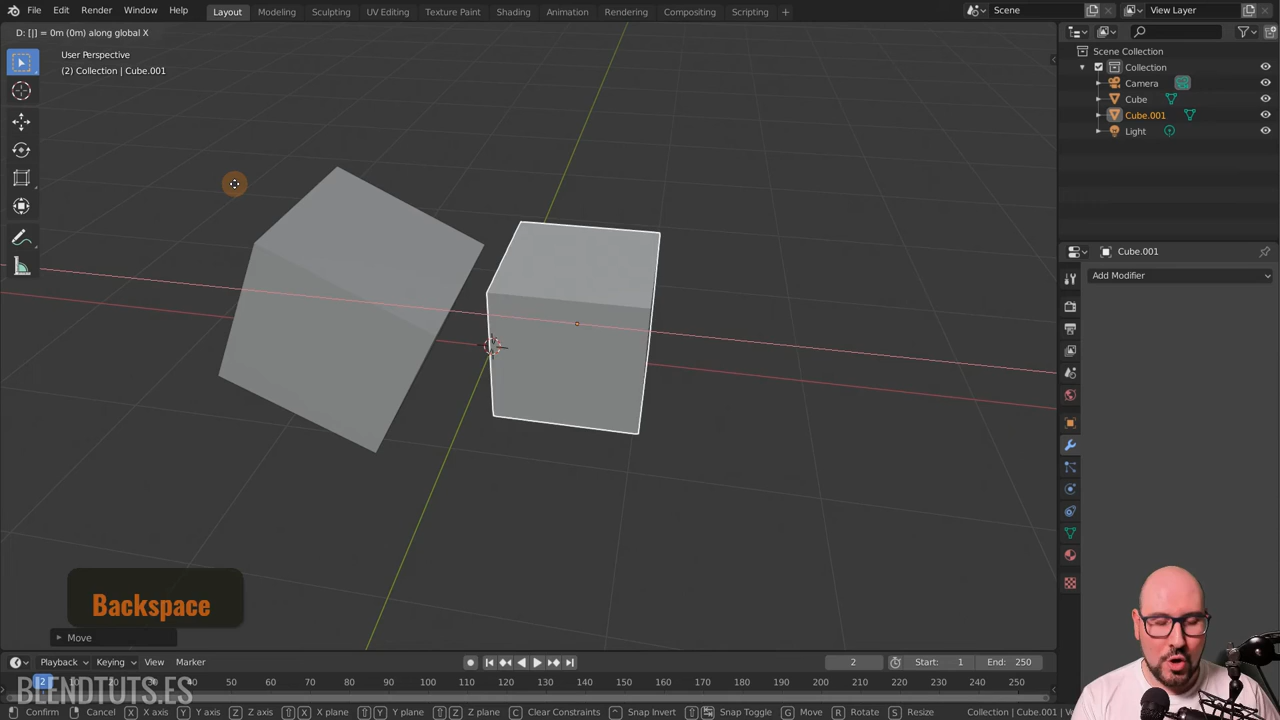 File Edit Render Window Help Layout Modeling Sculpting UV Editing Texture Paint Shading Animation Rendering Compositing Scripting + Scene View Layer
D: [|] = 0m (0m) along global X
User Perspective
(2) Collection | Cube.001
Scene Collection
Collection
Camera
Cube
Cube.001
Light
Cube.001
Add Modifier
Backspace
Move
Playback Keying View Marker 2 Start: 1 End: 250
2 10 20 30 40 50 60 70 80 90 100 110 120 130 140 150 160 170 180 190 200 210 220 230 240 250
BLENDTUTS.ES
Confirm Cancel X X axis Y Y axis Z Z axis X X plane Y Y plane Z Z plane C Clear Constraints Snap Invert Snap Toggle G Move R Rotate S Resize Collection | Cube.001